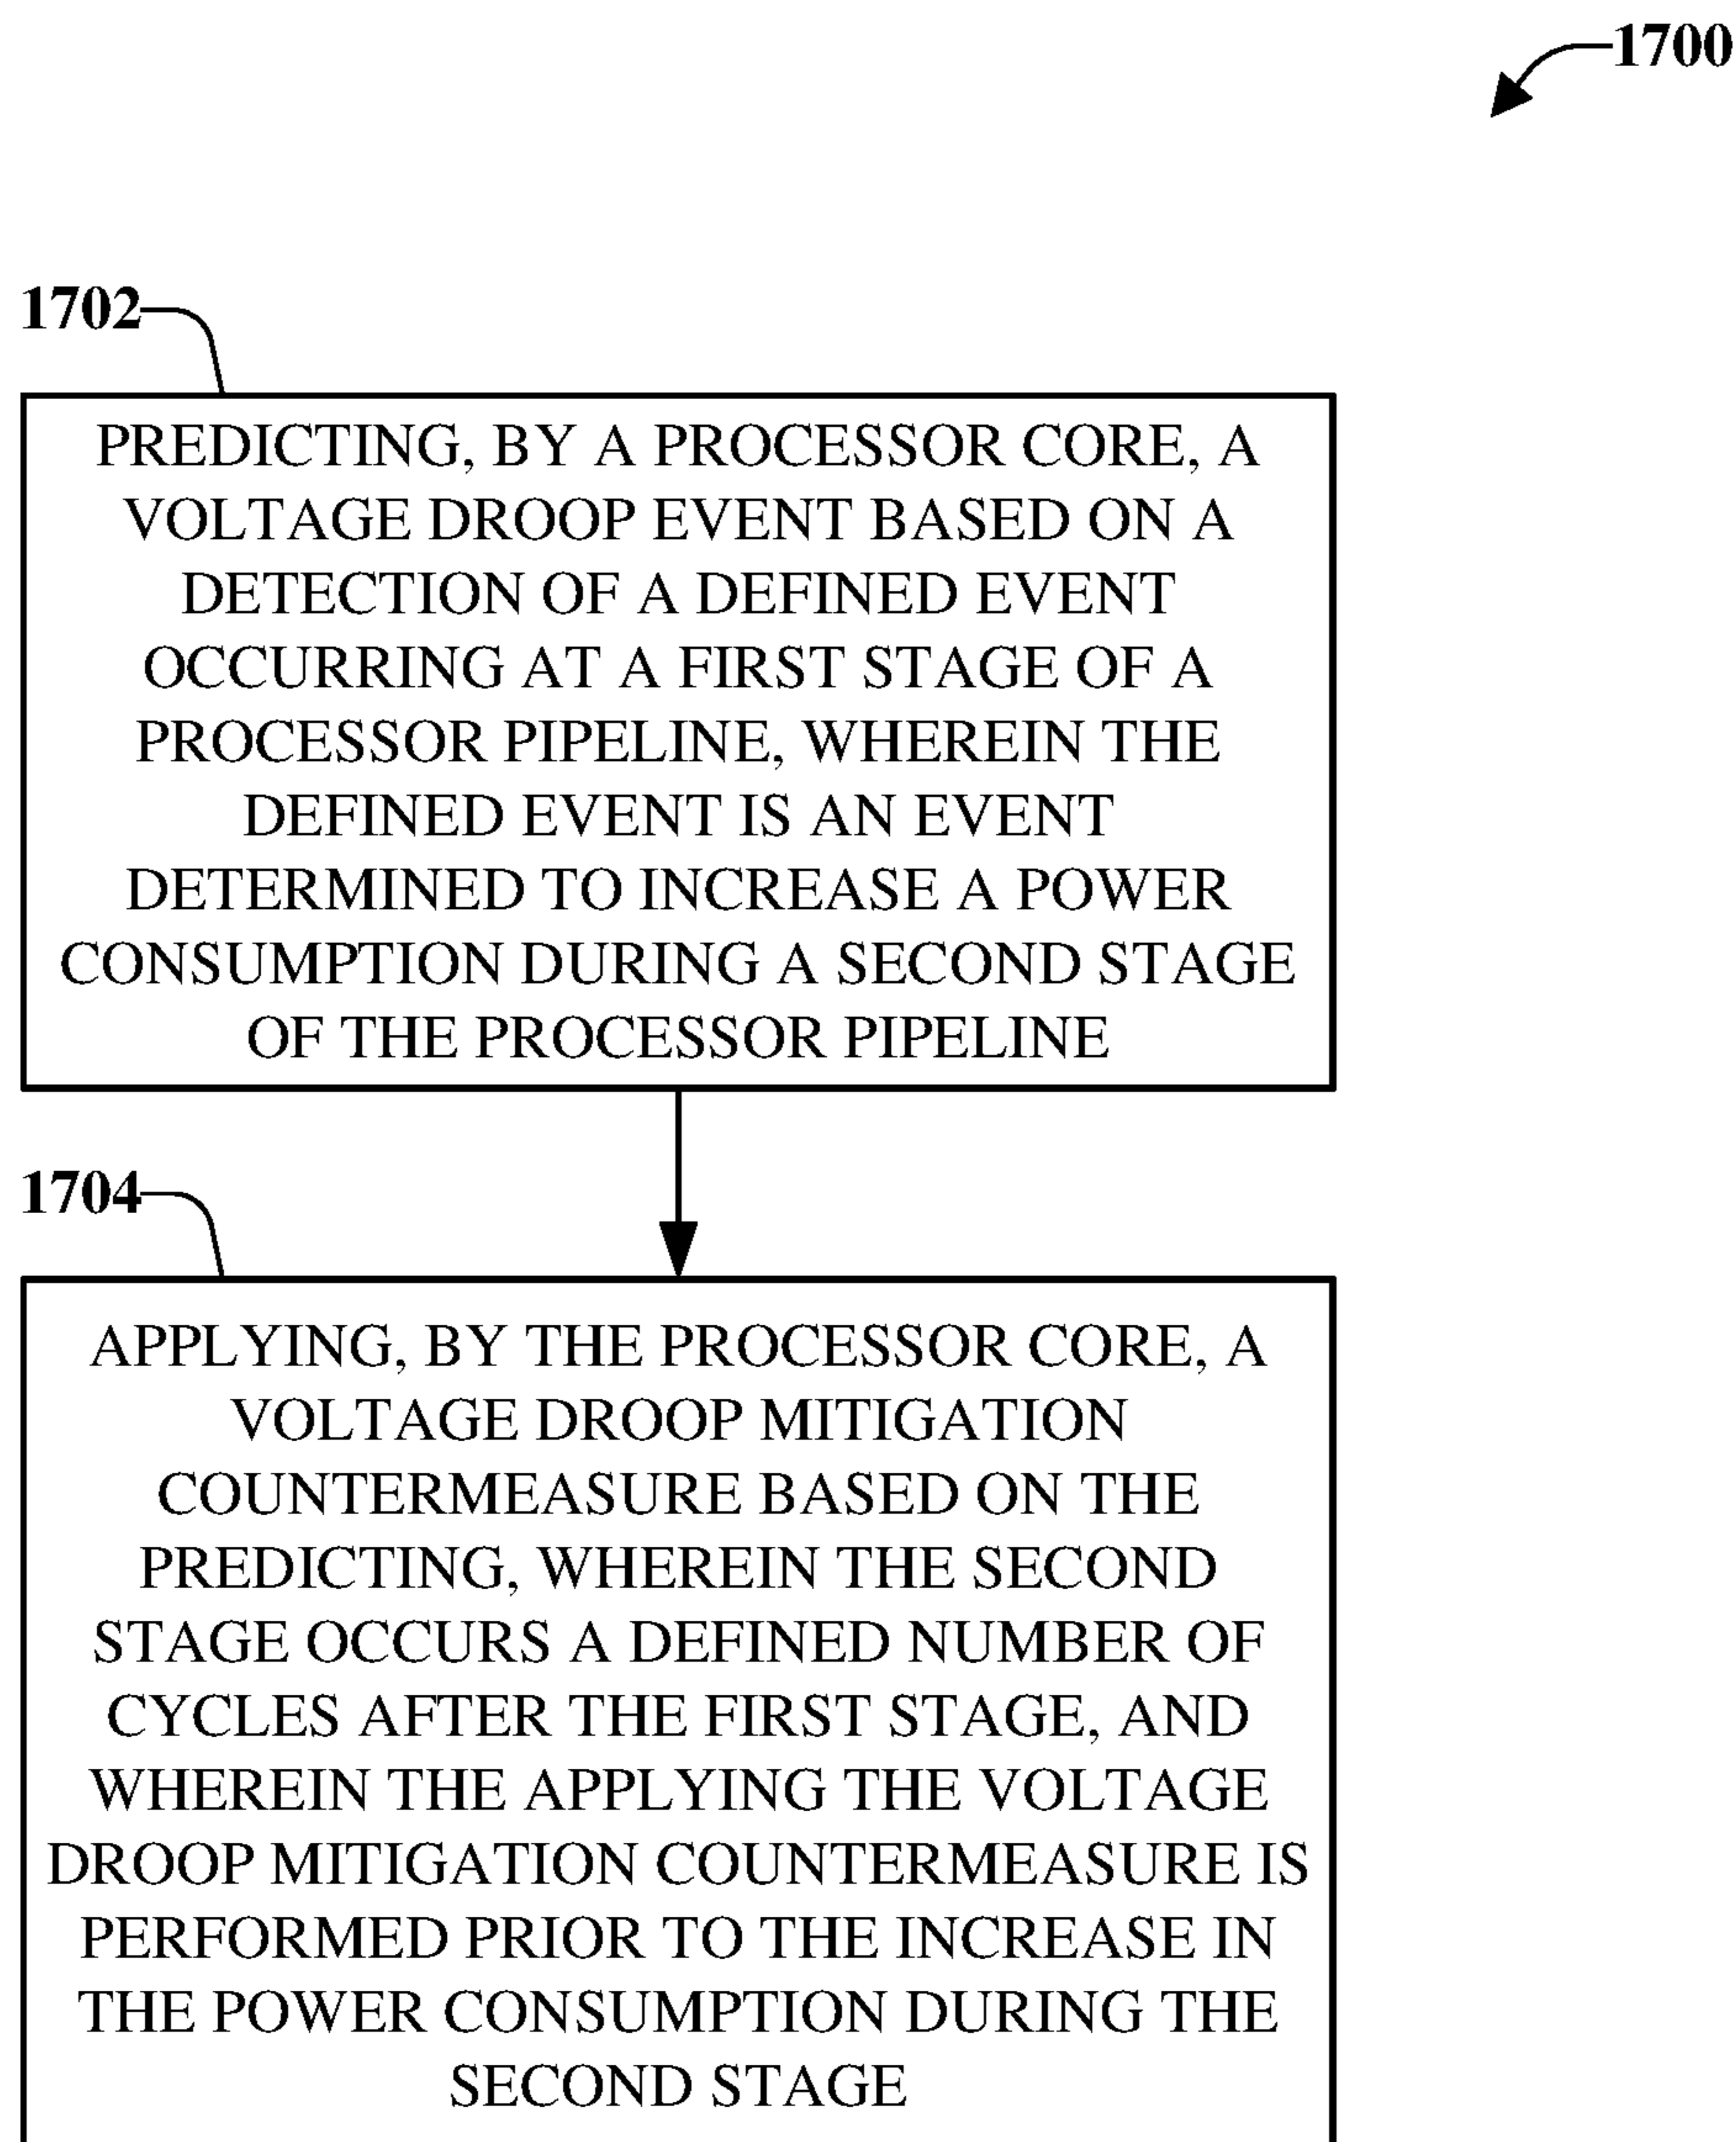 1700
1702
PREDICTING, BY A PROCESSOR CORE, A
VOLTAGE DROOP EVENT BASED ON A
DETECTION OF A DEFINED EVENT
OCCURRING AT A FIRST STAGE OF A
PROCESSOR PIPELINE, WHEREIN THE
DEFINED EVENT IS AN EVENT
DETERMINED TO INCREASE A POWER
CONSUMPTION DURING A SECOND STAGE
OF THE PROCESSOR PIPELINE
1704
APPLYING, BY THE PROCESSOR CORE, A
VOLTAGE DROOP MITIGATION
COUNTERMEASURE BASED ON THE
PREDICTING, WHEREIN THE SECOND
STAGE OCCURS A DEFINED NUMBER OF
CYCLES AFTER THE FIRST STAGE, AND
WHEREIN THE APPLYING THE VOLTAGE
DROOP MITIGATION COUNTERMEASURE IS
PERFORMED PRIOR TO THE INCREASE IN
THE POWER CONSUMPTION DURING THE
SECOND STAGE